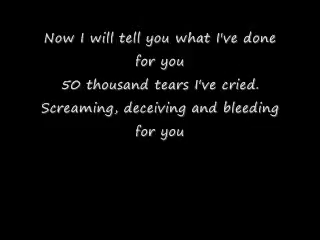 Now I will tell you what I've done
for you
50 thousand tears I've cried.
Screaming, deceiving and bleeding
for you